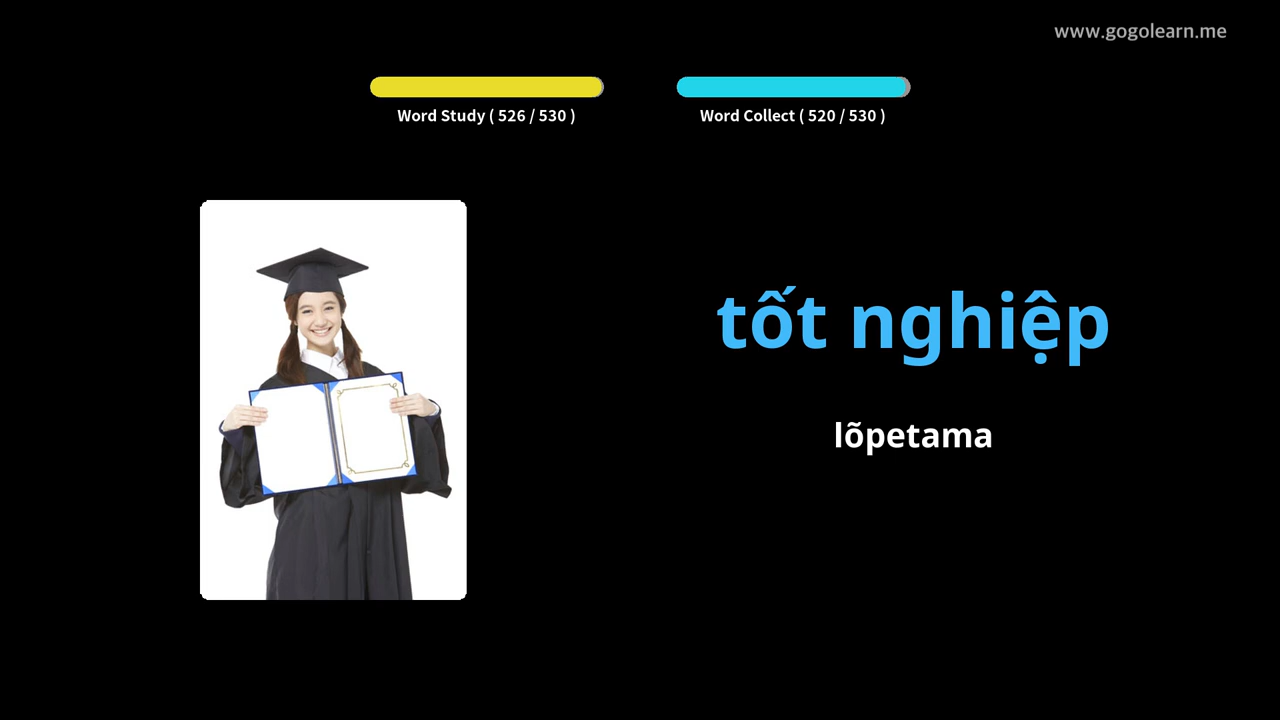 www.gogolearn.me
Word Study ( 526 / 530 )
Word Collect ( 520 / 530 )
tốt nghiệp
lõpetama